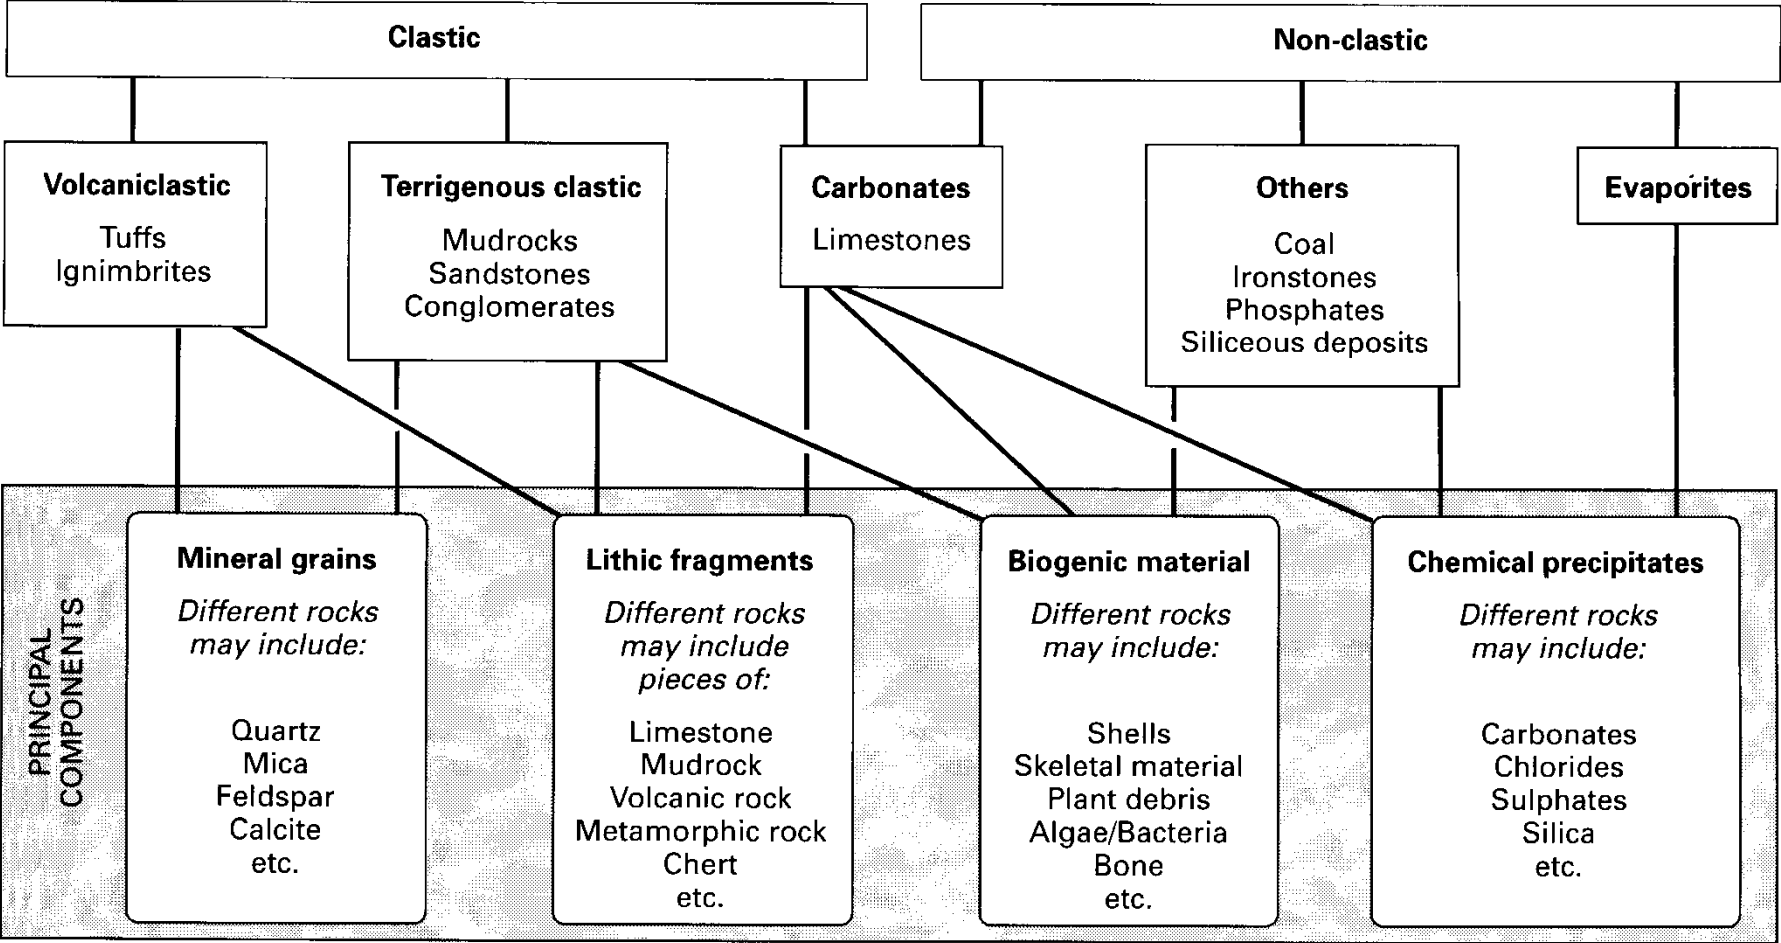 Clastic
Non-clastic
Volcaniclastic
Tuffs
Ignimbrites
Terrigenous clastic
Mudrocks
Sandstones
Conglomerates
Carbonates
Limestones
Others
Coal
Ironstones
Phosphates
Siliceous deposits
Evaporites
PRINCIPAL
COMPONENTS
Mineral grains
Different rocks
may include:
Quartz
Mica
Feldspar
Calcite
etc.
Lithic fragments
Different rocks
may include
pieces of:
Limestone
Mudrock
Volcanic rock
Metamorphic rock
Chert
etc.
Biogenic material
Different rocks
may include:
Shells
Skeletal material
Plant debris
Algae/Bacteria
Bone
etc.
Chemical precipitates
Different rocks
may include:
Carbonates
Chlorides
Sulphates
Silica
etc.